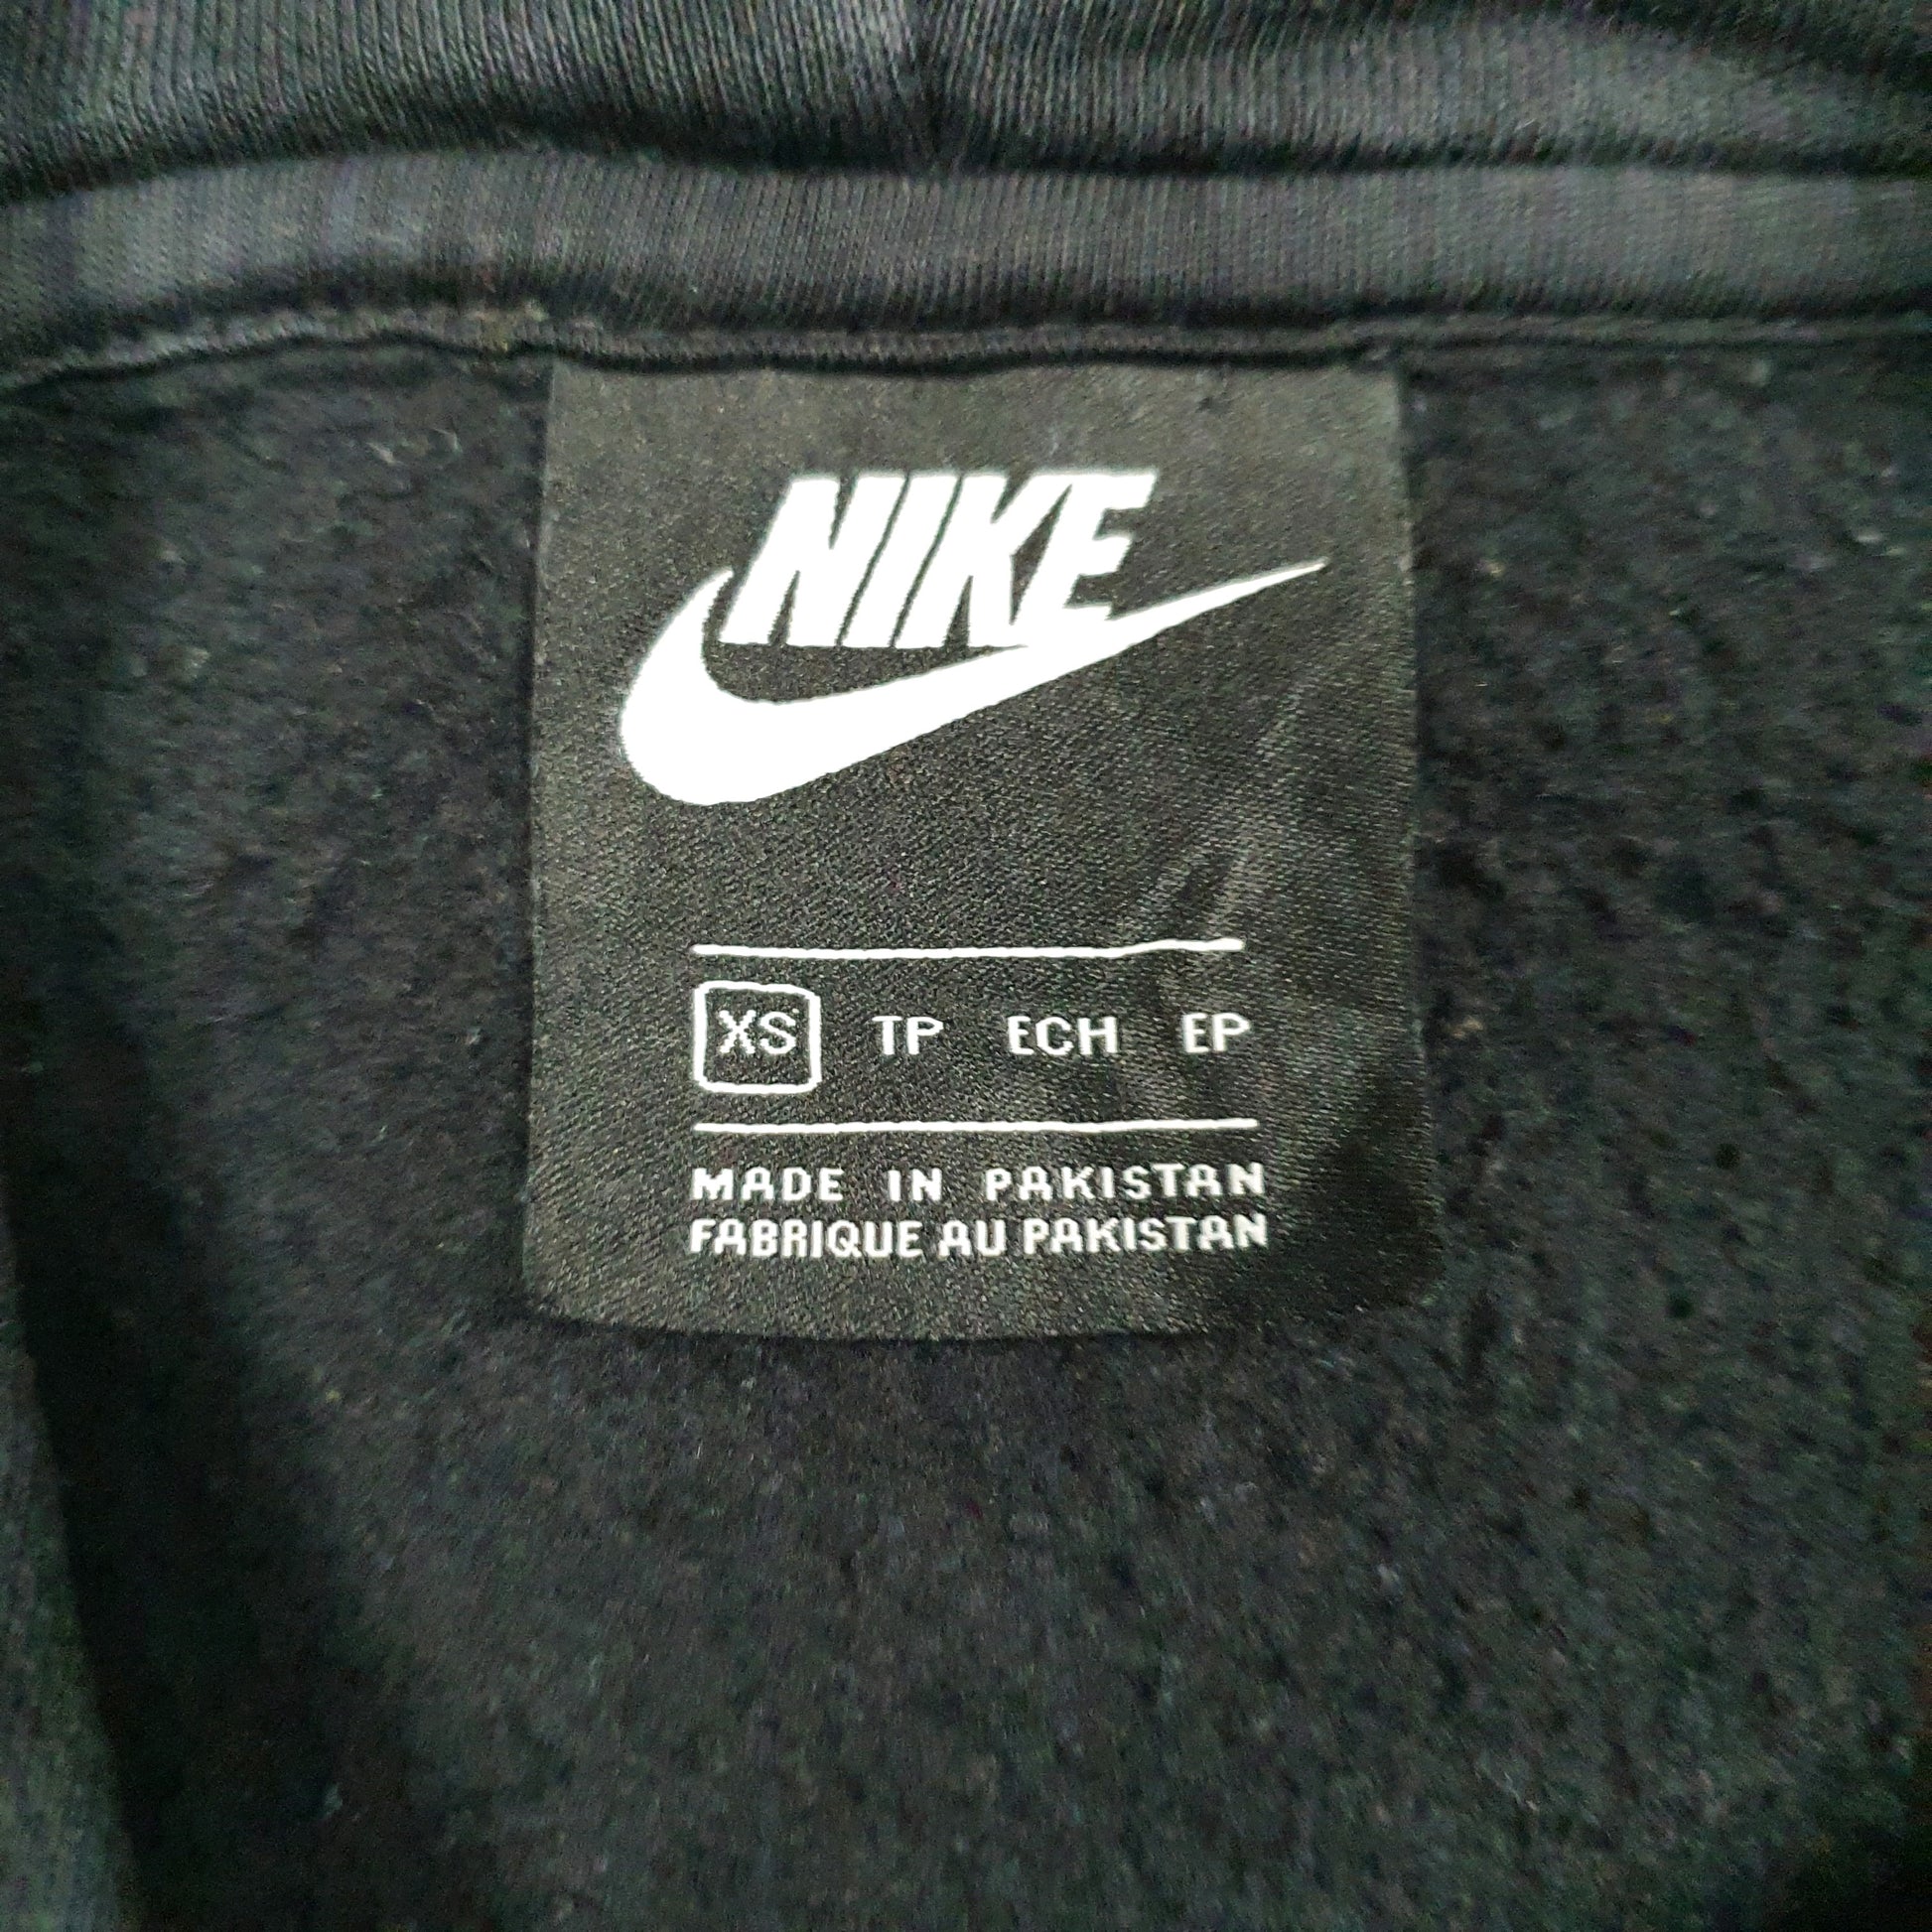 NIKE
XS TP ECH EP
MADE IN PAKISTAN
FABRIQUE AU PAKISTAN